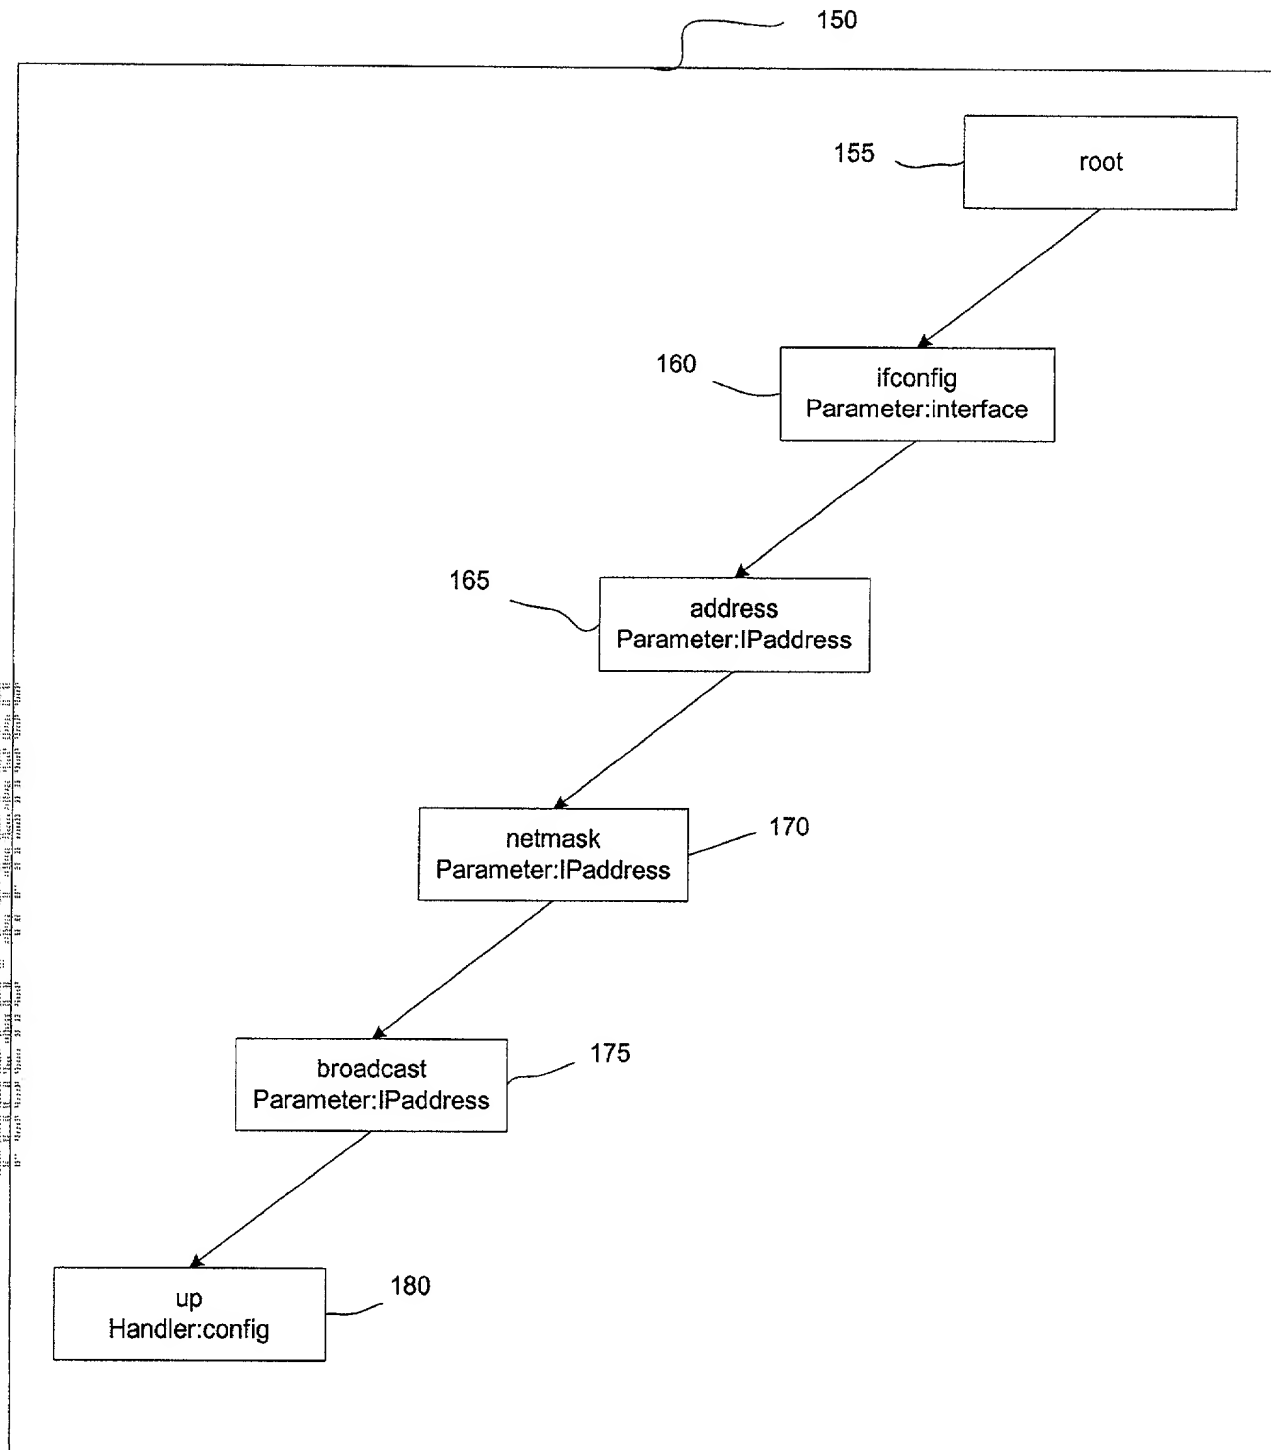 150
155
root
160
ifconfig
Parameter:interface
165
address
Parameter:IPaddress
netmask
Parameter:IPaddress
170
broadcast
Parameter:IPaddress
175
up
Handler:config
180